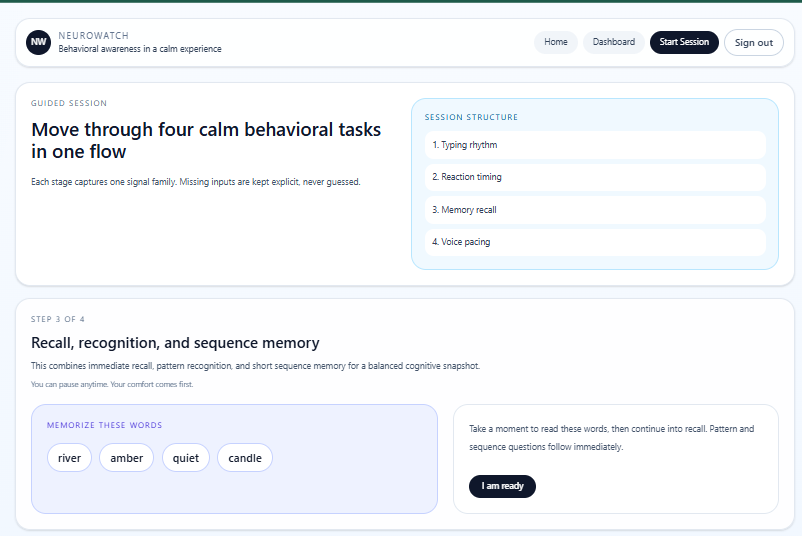 NW
NEUROWATCH
Behavioral awareness in a calm experience
Home
Dashboard
Start Session
Sign out
GUIDED SESSION
Move through four calm behavioral tasks
in one flow
Each stage captures one signal family. Missing inputs are kept explicit, never guessed.
SESSION STRUCTURE
1. Typing rhythm
2. Reaction timing
3. Memory recall
4. Voice pacing
STEP 3 OF 4
Recall, recognition, and sequence memory
This combines immediate recall, pattern recognition, and short sequence memory for a balanced cognitive snapshot.
You can pause anytime. Your comfort comes first.
MEMORIZE THESE WORDS
river
amber
quiet
candle
Take a moment to read these words, then continue into recall. Pattern and
sequence questions follow immediately.
I am ready